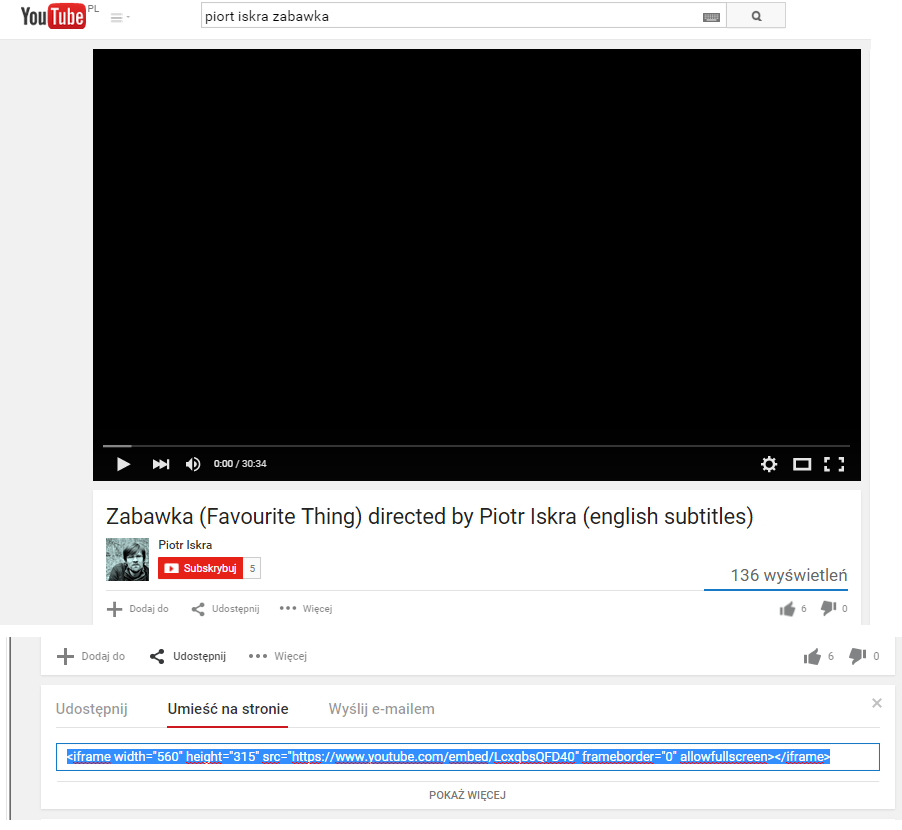 YouTube PL
piort iskra zabawka
0:00 / 30:34
Zabawka (Favourite Thing) directed by Piotr Iskra (english subtitles)
Piotr Iskra
Subskrybuj 5
136 wyświetleń
Dodaj do Udostępnij Więcej 6 0
Dodaj do Udostępnij Więcej 6 0
Udostępnij Umieść na stronie Wyślij e-mailem
<iframe width="560" height="315" src="https://www.youtube.com/embed/LcxgbsQFD40" frameborder="0" allowfullscreen></iframe>
POKAŻ WIĘCEJ